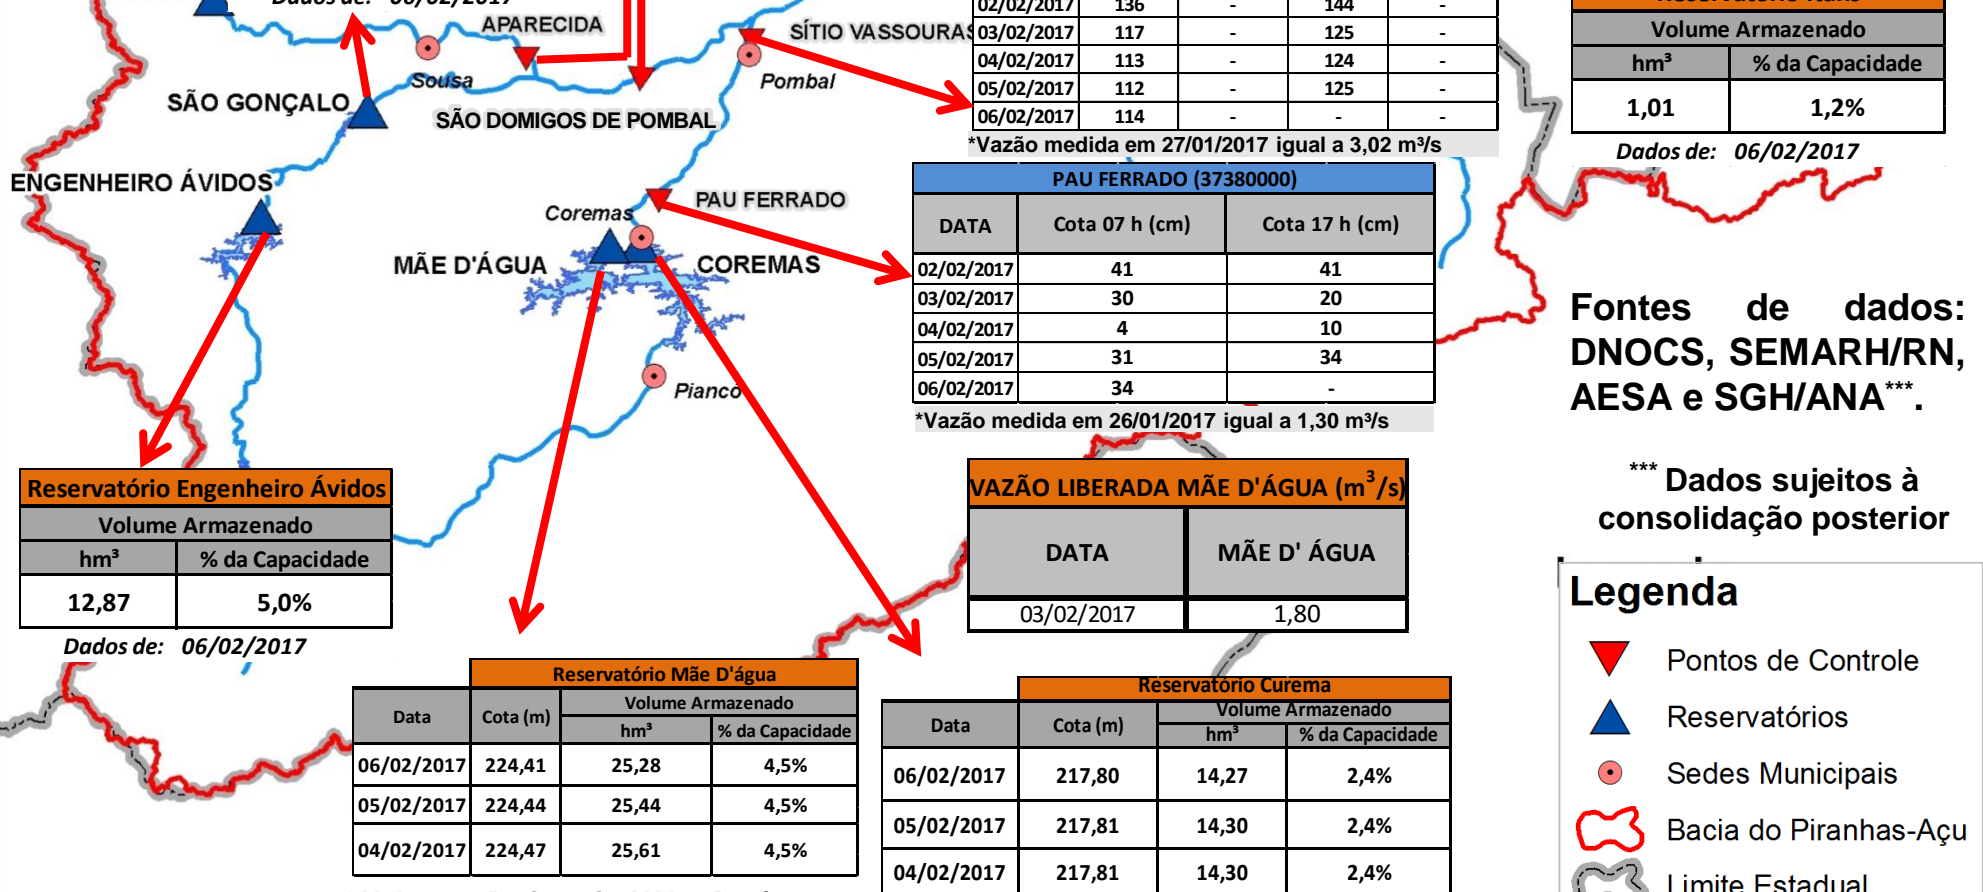 Dados de: 06/02/2017
APARECIDA
Sousa
SÃO GONÇALO
SÃO DOMIGOS DE POMBAL
SÍTIO VASSOURAS
Pombal
ENGENHEIRO ÁVIDOS
Coremas
PAU FERRADO
MÃE D'ÁGUA
COREMAS
Piancó
02/02/2017 136 - 144 -
03/02/2017 117 - 125 -
04/02/2017 113 - 124 -
05/02/2017 112 - 125 -
06/02/2017 114 - - -
*Vazão medida em 27/01/2017 igual a 3,02 m³/s
Volume Armazenado
hm³ % da Capacidade
1,01 1,2%
Dados de: 06/02/2017
PAU FERRADO (37380000)
DATA Cota 07 h (cm) Cota 17 h (cm)
02/02/2017 41 41
03/02/2017 30 20
04/02/2017 4 10
05/02/2017 31 34
06/02/2017 34 -
*Vazão medida em 26/01/2017 igual a 1,30 m³/s
Fontes de dados:
DNOCS, SEMARH/RN,
AESA e SGH/ANA***.
*** Dados sujeitos à
consolidação posterior
Reservatório Engenheiro Ávidos
Volume Armazenado
hm³ % da Capacidade
12,87 5,0%
Dados de: 06/02/2017
VAZÃO LIBERADA MÃE D'ÁGUA (m³/s)
DATA MÃE D' ÁGUA
03/02/2017 1,80
Reservatório Mãe D'água
Data Cota (m) Volume Armazenado
hm³ % da Capacidade
06/02/2017 224,41 25,28 4,5%
05/02/2017 224,44 25,44 4,5%
04/02/2017 224,47 25,61 4,5%
Reservatório Curema
Data Cota (m) Volume Armazenado
hm³ % da Capacidade
06/02/2017 217,80 14,27 2,4%
05/02/2017 217,81 14,30 2,4%
04/02/2017 217,81 14,30 2,4%
Legenda
Pontos de Controle
Reservatórios
Sedes Municipais
Bacia do Piranhas-Açu
Limite Estadual